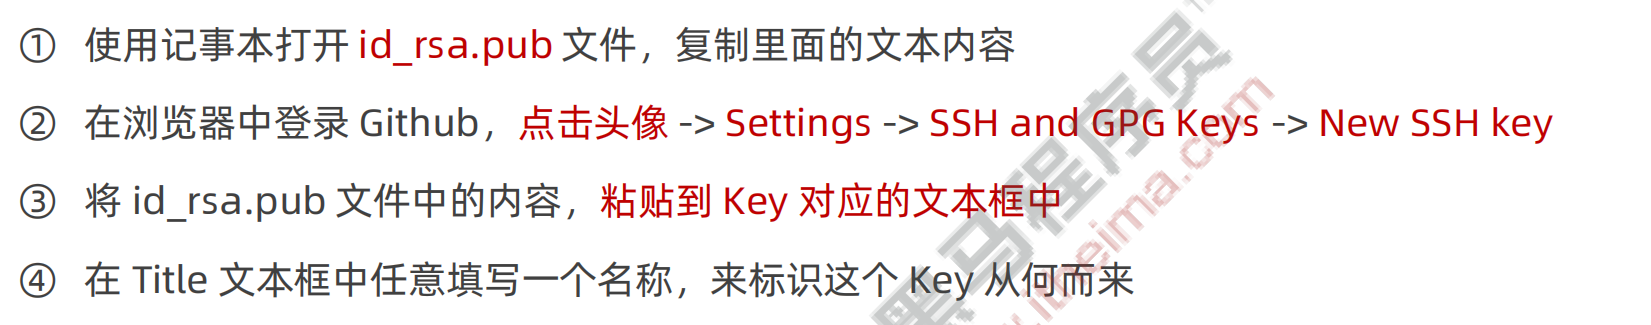 ① 使用记事本打开 id_rsa.pub 文件，复制里面的文本内容
② 在浏览器中登录 Github，点击头像 -> Settings -> SSH and GPG Keys -> New SSH key
③ 将 id_rsa.pub 文件中的内容，粘贴到 Key 对应的文本框中
④ 在 Title 文本框中任意填写一个名称，来标识这个 Key 从何而来
黑马程序员
.itheima.com